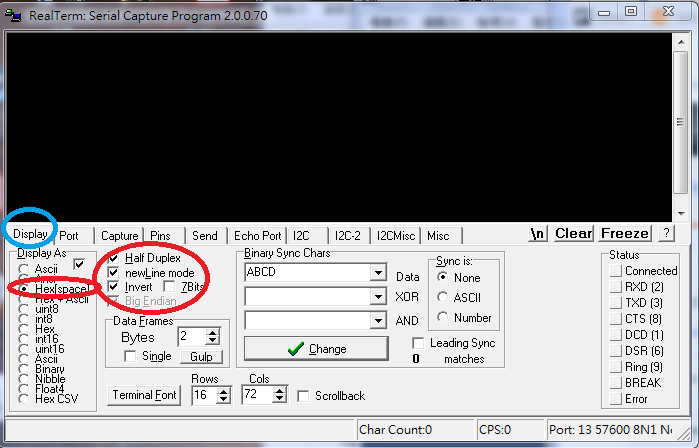 RealTerm: Serial Capture Program 2.0.0.70
Display Port Capture Pins Send Echo Port I2C I2C-2 I2CMisc Misc \n Clear Freeze ?
Display As
Ascii
Hex[space]
Hex + Ascii
uint8
int8
Hex
int16
uint16
Ascii
Binary
Nibble
Float4
Hex CSV
Half Duplex
newLine mode
Invert 7Bits
Big Endian
Data Frames
Bytes 2
Single Gulp
Terminal Font
Rows
16
Cols
72
Scrollback
Binary Sync Chars
ABCD Data
XOR
AND
Change
Sync is:
None
ASCII
Number
Leading Sync
0 matches
Status
Connected
RXD (2)
TXD (3)
CTS (8)
DCD (1)
DSR (6)
Ring (9)
BREAK
Error
Char Count:0 CPS:0 Port: 13 57600 8N1